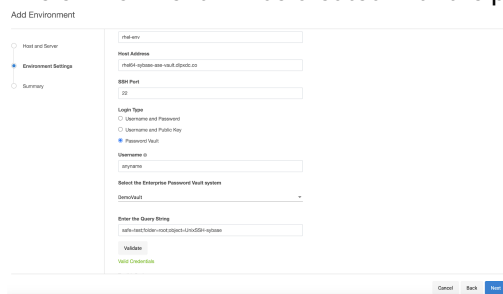 Add Environment
Host and Server
Environment Settings
Summary
rhel-env
Host Address
rhel64-sybase-ase-vault.dlpxdc.co
SSH Port
22
Login Type
Username and Password
Username and Public Key
Password Vault
Username
anyname
Select the Enterprise Password Vault system
DemoVault
Enter the Query String
safe=test;folder=root;object=UnixSSH-sybase
Validate
Valid Credentials
Cancel Back Next